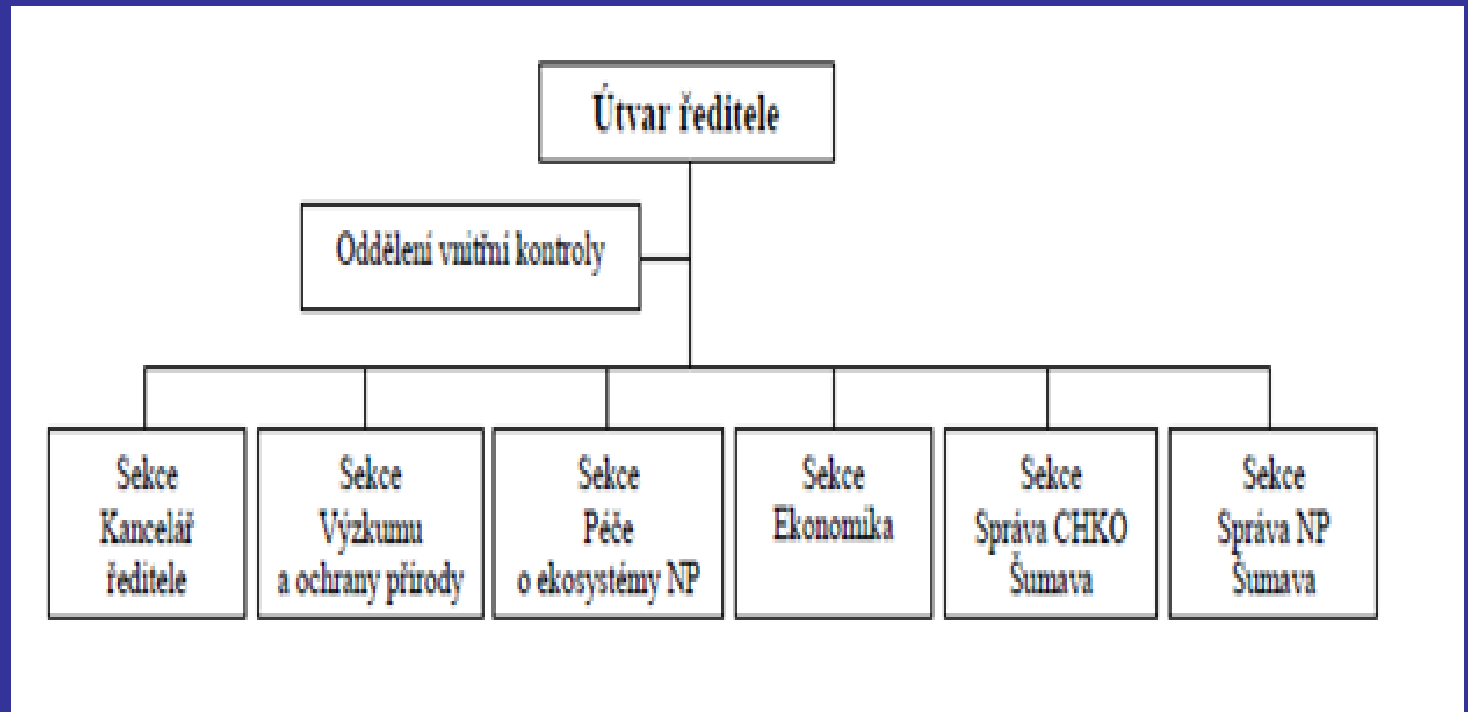 Útvar ředitele
Oddělení vnitřní kontroly
Sekce
Kancelář
ředitele
Sekce
Výzkumu
a ochrany přírody
Sekce
Péče
o ekosystémy NP
Sekce
Ekonomika
Sekce
Správa CHKO
Šumava
Sekce
Správa NP
Šumava